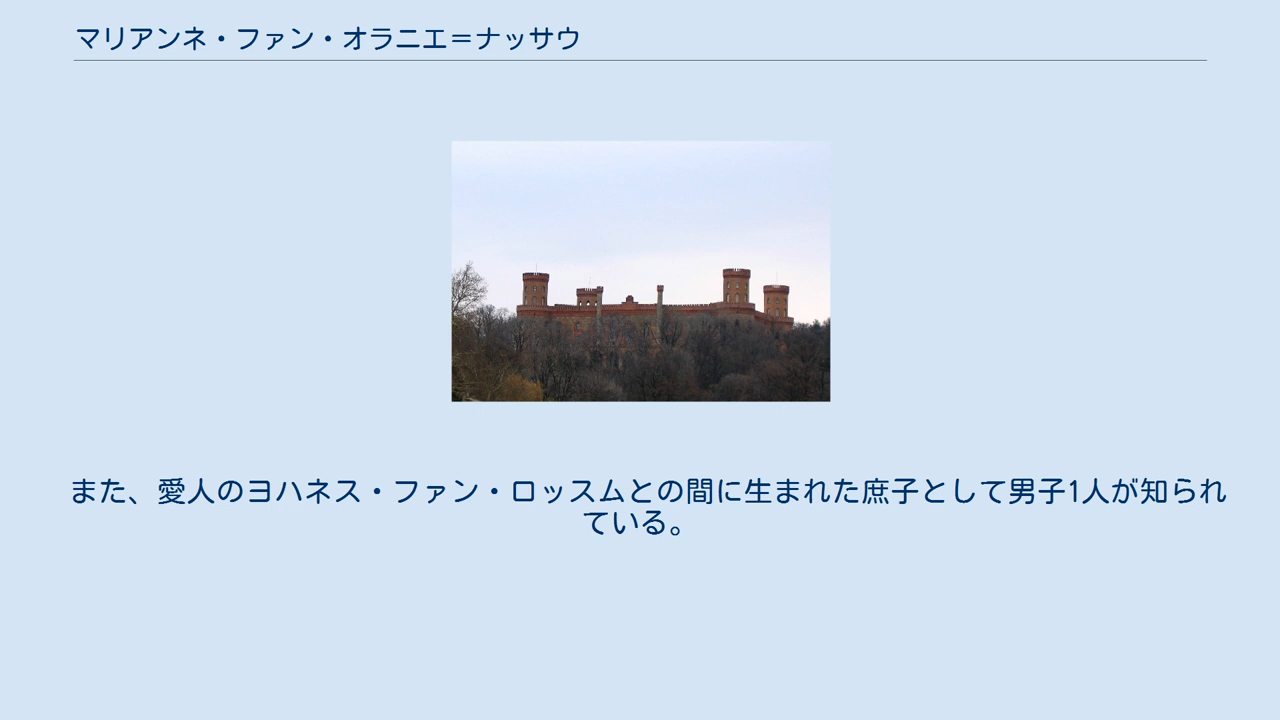 マリアンネ・ファン・オラニエ＝ナッサウ
また、愛人のヨハネス・ファン・ロッスムとの間に生まれた庶子として男子1人が知られ
ている。